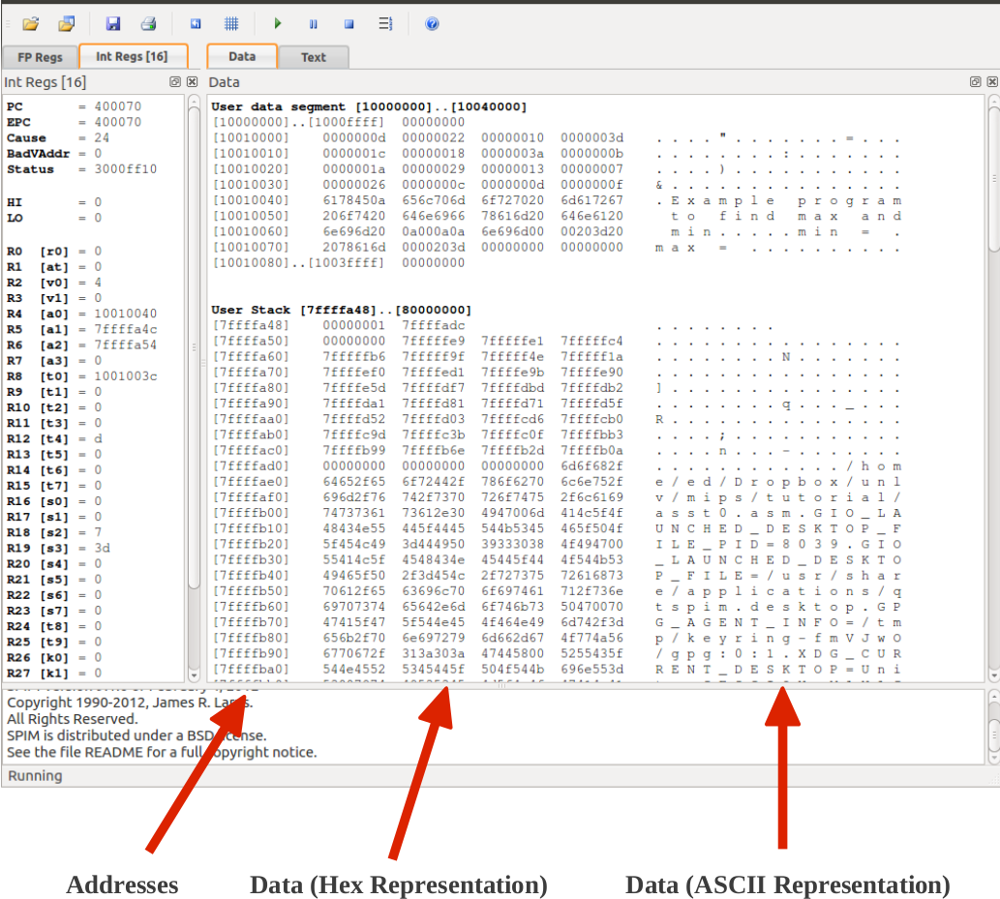 FP Regs Int Regs [16] Data Text
Int Regs [16] Data
PC = 400070
EPC = 400070
Cause = 24
BadVAddr = 0
Status = 3000ff10
HI = 0
LO = 0
R0 [r0] = 0
R1 [at] = 0
R2 [v0] = 4
R3 [v1] = 0
R4 [a0] = 10010040
R5 [a1] = 7ffffa4c
R6 [a2] = 7ffffa54
R7 [a3] = 0
R8 [t0] = 1001003c
R9 [t1] = 0
R10 [t2] = 0
R11 [t3] = 0
R12 [t4] = d
R13 [t5] = 0
R14 [t6] = 0
R15 [t7] = 0
R16 [s0] = 0
R17 [s1] = 0
R18 [s2] = 7
R19 [s3] = 3d
R20 [s4] = 0
R21 [s5] = 0
R22 [s6] = 0
R23 [s7] = 0
R24 [t8] = 0
R25 [t9] = 0
R26 [k0] = 0
R27 [k1] = 0
User data segment [10000000]..[10040000]
[10000000]..[1000ffff] 00000000
[10010000] 0000000d 00000022 00000010 0000003d . . . . " . . . . . . . = . . .
[10010010] 0000001c 00000018 0000003a 0000000b . . . . . . . . : . . . . . . .
[10010020] 0000001a 00000029 00000013 00000007 . . . . ) . . . . . . . . . . .
[10010030] 00000026 0000000c 0000000d 0000000f & . . . . . . . . . . . . . . .
[10010040] 6178450a 656c706d 6f727020 6d617267 . E x a m p l e   p r o g r a m
[10010050] 206f7420 646e6966 78616d20 646e6120   t o   f i n d   m a x   a n d
[10010060] 6e696d20 0a000a0a 6e696d00 00203d20   m i n . . . . . m i n   =   .
[10010070] 2078616d 0000203d 00000000 00000000 m a x   =   . . . . . . . . . .
[10010080]..[1003ffff] 00000000
User Stack [7ffffa48]..[80000000]
[7ffffa48] 00000001 7ffffadc . . . . . . . .
[7ffffa50] 00000000 7fffffe9 7fffffe1 7fffffc4 . . . . . . . . . . . . . . . .
[7ffffa60] 7fffffb6 7fffff9f 7fffff4e 7fffff1a . . . . . . . . N . . . . . . .
[7ffffa70] 7ffffef0 7ffffed1 7ffffe9b 7ffffe90 . . . . . . . . . . . . . . . .
[7ffffa80] 7ffffe5d 7ffffdf7 7ffffdbd 7ffffdb2 ] . . . . . . . . . . . . . . .
[7ffffa90] 7ffffda1 7ffffd81 7ffffd71 7ffffd5f . . . . . . . . q . . . _ . . .
[7ffffaa0] 7ffffd52 7ffffd03 7ffffcd6 7ffffcb0 R . . . . . . . . . . . . . . .
[7ffffab0] 7ffffc9d 7ffffc3b 7ffffc0f 7ffffbb3 . . . . ; . . . . . . . . . . .
[7ffffac0] 7ffffb99 7ffffb6e 7ffffb2d 7ffffb0a . . . . n . . . - . . . . . . .
[7ffffad0] 00000000 00000000 00000000 6d6f682f . . . . . . . . . . . . / h o m
[7ffffae0] 64652f65 6f72442f 786f6270 6c6e752f e / e d / D r o p b o x / u n l
[7ffffaf0] 696d2f76 742f7370 726f7475 2f6c6169 v / m i p s / t u t o r i a l /
[7ffffb00] 74737361 73612e30 4947006d 414c5f4f a s s t 0 . a s m . G I O _ L A
[7ffffb10] 48434e55 445f4445 544b5345 465f504f U N C H E D _ D E S K T O P _ F
[7ffffb20] 5f454c49 3d444950 39333038 4f494700 I L E _ P I D = 8 0 3 9 . G I O
[7ffffb30] 55414c5f 4548434e 45445f44 4f544b53 _ L A U N C H E D _ D E S K T O
[7ffffb40] 49465f50 2f3d454c 2f727375 72616873 P _ F I L E = / u s r / s h a r
[7ffffb50] 70612f65 63696c70 6f697461 712f736e e / a p p l i c a t i o n s / q
[7ffffb60] 69707374 65642e6d 6f746b73 50470070 t s p i m . d e s k t o p . G P
[7ffffb70] 47415f47 5f544e45 4f464e49 6d742f3d G _ A G E N T _ I N F O = / t m
[7ffffb80] 656b2f70 6e697279 6d662d67 4f774a56 p / k e y r i n g - f m V J w O
[7ffffb90] 6770672f 313a303a 47445800 5255435f / g p g : 0 : 1 . X D G _ C U R
[7ffffba0] 544e4552 5345445f 504f544b 696e553d R E N T _ D E S K T O P = U n i
Copyright 1990-2012, James R. Larus.
All Rights Reserved.
SPIM is distributed under a BSD license.
See the file README for a full copyright notice.
Running
Addresses Data (Hex Representation) Data (ASCII Representation)